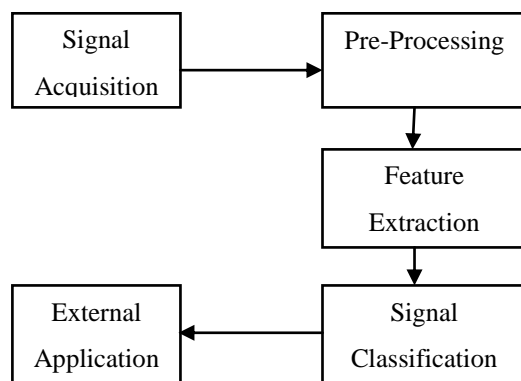 Signal
Acquisition
Pre-Processing
Feature
Extraction
Signal
Classification
External
Application